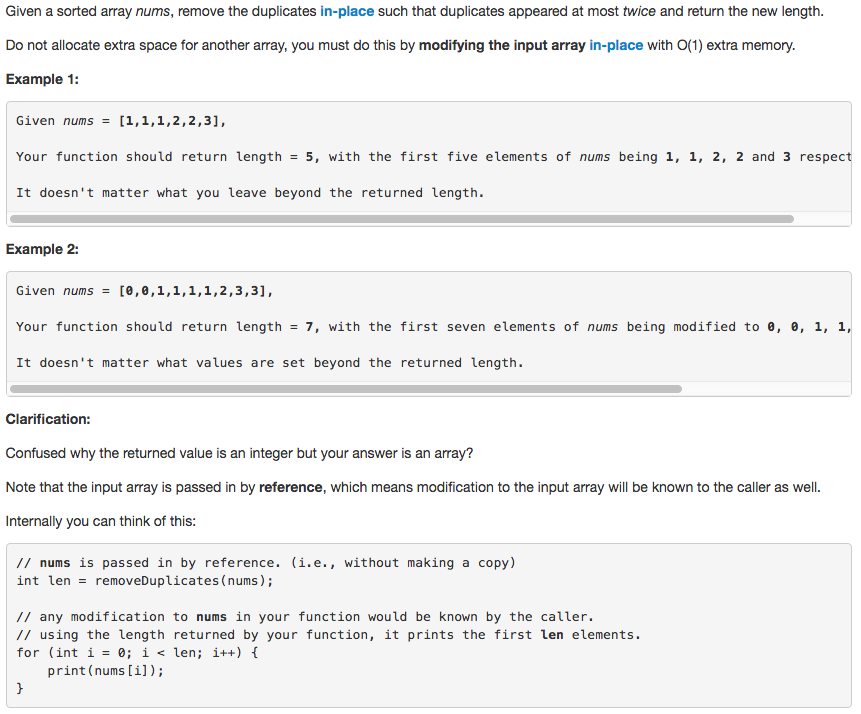 Given a sorted array nums, remove the duplicates in-place such that duplicates appeared at most twice and return the new length.
Do not allocate extra space for another array, you must do this by modifying the input array in-place with O(1) extra memory.
Example 1:
Given nums = [1,1,1,2,2,3],
Your function should return length = 5, with the first five elements of nums being 1, 1, 2, 2 and 3 respect
It doesn't matter what you leave beyond the returned length.
Example 2:
Given nums = [0,0,1,1,1,1,2,3,3],
Your function should return length = 7, with the first seven elements of nums being modified to 0, 0, 1, 1,
It doesn't matter what values are set beyond the returned length.
Clarification:
Confused why the returned value is an integer but your answer is an array?
Note that the input array is passed in by reference, which means modification to the input array will be known to the caller as well.
Internally you can think of this:
// nums is passed in by reference. (i.e., without making a copy)
int len = removeDuplicates(nums);
// any modification to nums in your function would be known by the caller.
// using the length returned by your function, it prints the first len elements.
for (int i = 0; i < len; i++) {
    print(nums[i]);
}